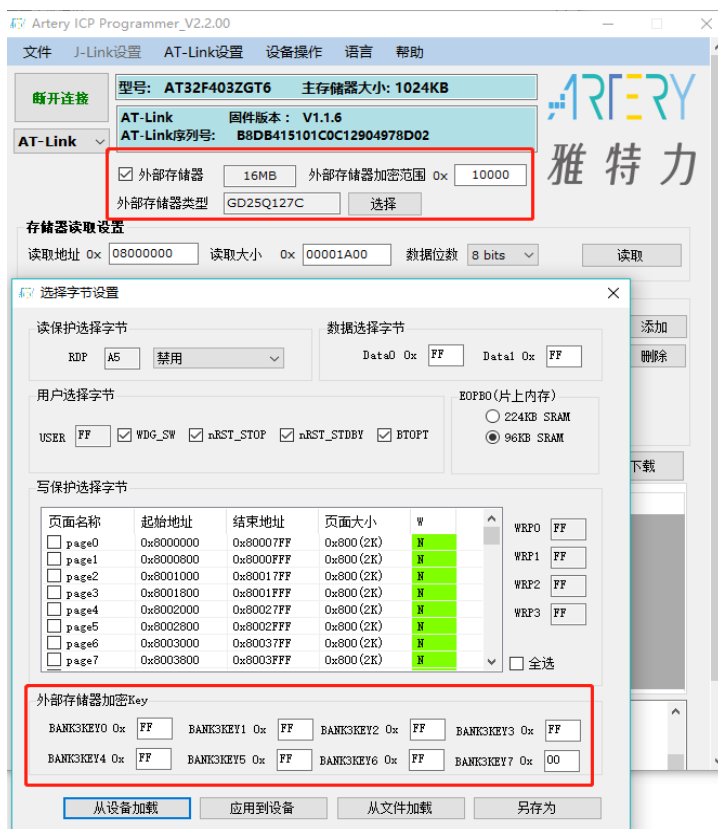 Artery ICP Programmer_V2.2.00
文件 J-Link设置 AT-Link设置 设备操作 语言 帮助
断开连接
型号: AT32F403ZGT6 主存储器大小: 1024KB
AT-Link 固件版本: V1.1.6
AT-Link序列号: B8DB415101C0C12904978D02
AT-Link
ARTERY
雅特力
外部存储器 16MB 外部存储器加密范围 0x 10000
外部存储器类型 GD25Q127C 选择
存储器读取设置
读取地址 0x 08000000 读取大小 0x 00001A00 数据位数 8 bits 读取
选择字节设置
添加
删除
下载
读保护选择字节
RDP A5 禁用
数据选择字节
Data0 0x FF Data1 0x FF
用户选择字节
USER FF WDG_SW nRST_STOP nRST_STDBY BTOPT
EOPB0(片上内存)
224KB SRAM
96KB SRAM
写保护选择字节
页面名称 起始地址 结束地址 页面大小 W
page0 0x8000000 0x80007FF 0x800(2K) N
page1 0x8000800 0x8000FFF 0x800(2K) N
page2 0x8001000 0x80017FF 0x800(2K) N
page3 0x8001800 0x8001FFF 0x800(2K) N
page4 0x8002000 0x80027FF 0x800(2K) N
page5 0x8002800 0x8002FFF 0x800(2K) N
page6 0x8003000 0x80037FF 0x800(2K) N
page7 0x8003800 0x8003FFF 0x800(2K) N
WRP0 FF
WRP1 FF
WRP2 FF
WRP3 FF
全选
外部存储器加密Key
BANK3KEY0 0x FF BANK3KEY1 0x FF BANK3KEY2 0x FF BANK3KEY3 0x FF
BANK3KEY4 0x FF BANK3KEY5 0x FF BANK3KEY6 0x FF BANK3KEY7 0x 00
从设备加载 应用到设备 从文件加载 另存为